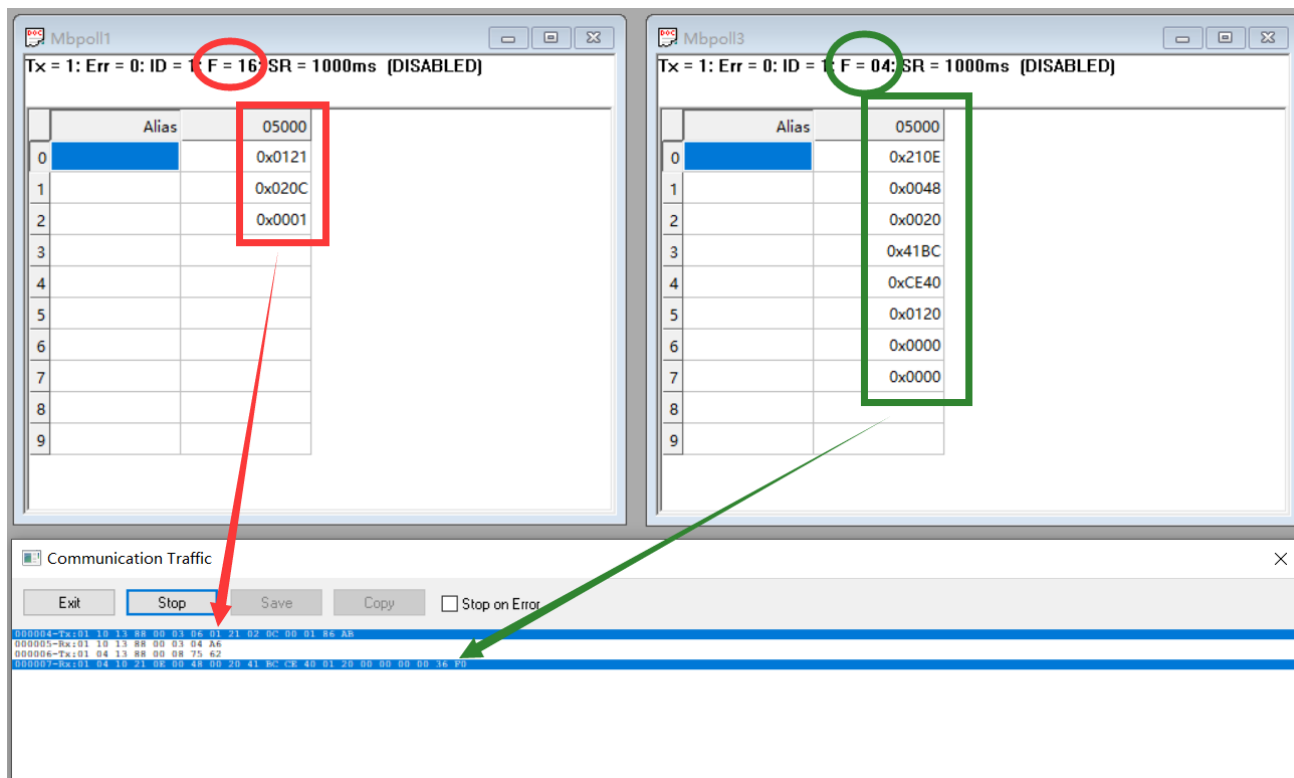 Mbpoll1
Tx = 1: Err = 0: ID = 1: F = 16: SR = 1000ms (DISABLED)
Alias 05000
0 0x0121
1 0x020C
2 0x0001
3
4
5
6
7
8
9
Mbpoll3
Tx = 1: Err = 0: ID = 1: F = 04: SR = 1000ms (DISABLED)
Alias 05000
0 0x210E
1 0x0048
2 0x0020
3 0x41BC
4 0xCE40
5 0x0120
6 0x0000
7 0x0000
8
9
Communication Traffic
Exit Stop Save Copy Stop on Error
000004-Tx:01 10 13 88 00 03 06 01 21 02 0C 00 01 86 AB
000005-Rx:01 10 13 88 00 03 04 A6
000006-Tx:01 04 13 88 00 08 75 62
000007-Rx:01 04 10 21 0E 00 48 00 20 41 BC CE 40 01 20 00 00 00 00 36 F0